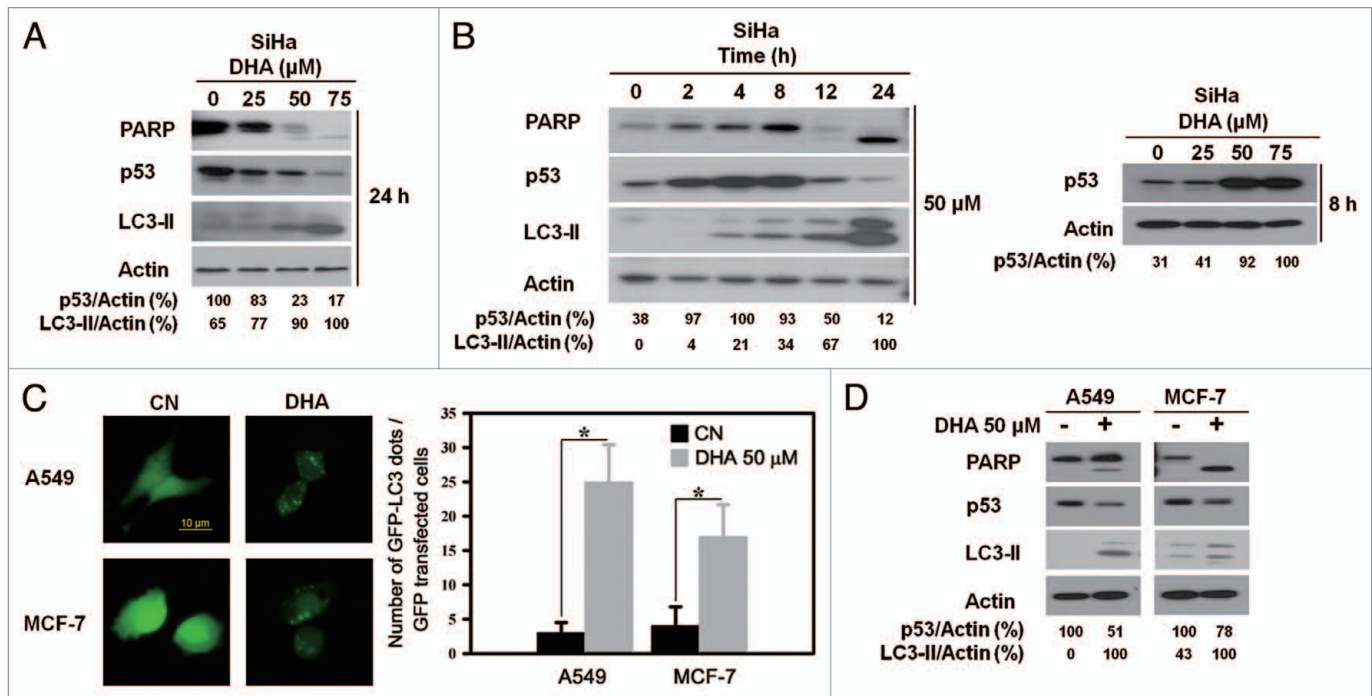 A
SiHa
DHA (µM)
0 25 50 75
PARP
p53
LC3-II
Actin
24 h
p53/Actin (%) 100 83 23 17
LC3-II/Actin (%) 65 77 90 100
B
SiHa
Time (h)
0 2 4 8 12 24
PARP
p53
LC3-II
Actin
50 µM
p53/Actin (%) 38 97 100 93 50 12
LC3-II/Actin (%) 0 4 21 34 67 100
SiHa
DHA (µM)
0 25 50 75
p53
Actin
8 h
p53/Actin (%) 31 41 92 100
C
CN DHA
A549
10 µm
MCF-7
Number of GFP-LC3 dots /
GFP transfected cells
35
30
25
20
15
10
5
0
* *
CN
DHA 50 µM
A549 MCF-7
D
A549 MCF-7
DHA 50 µM - + - +
PARP
p53
LC3-II
Actin
p53/Actin (%) 100 51 100 78
LC3-II/Actin (%) 0 100 43 100